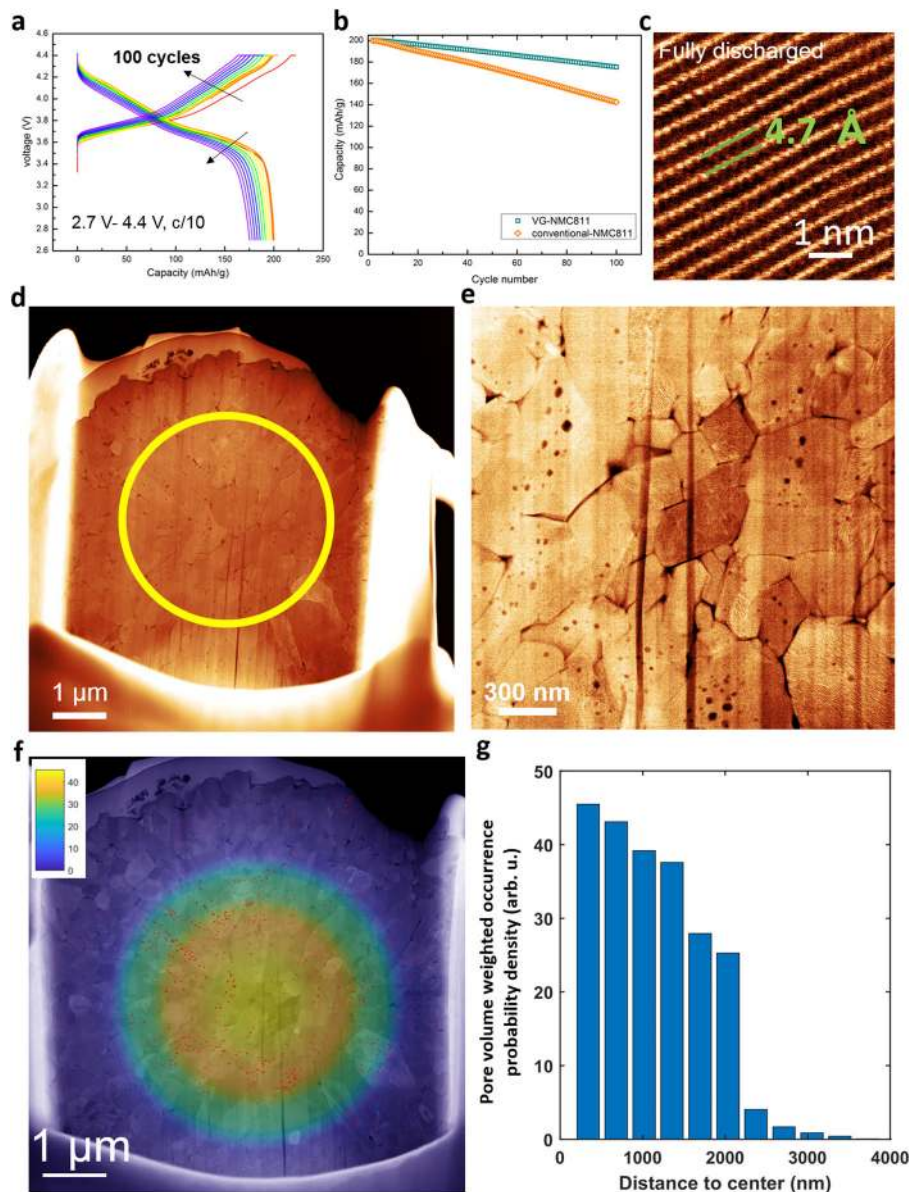 a
4.6
4.4
4.2
4.0
3.8
3.6
3.4
3.2
3.0
2.8
2.6
voltage (V)
100 cycles
2.7 V- 4.4 V, c/10
0
50
100
150
200
250
Capacity (mAh/g)
b
200
180
160
140
120
100
80
60
40
20
0
Capacity (mAh/g)
VG-NMC811
conventional-NMC811
0
20
40
60
80
100
Cycle number
c
Fully discharged
4.7 Å
1 nm
d
1 μm
e
300 nm
f
40
30
20
10
0
1 μm
g
50
40
30
20
10
0
Pore volume weighted occurrence
probability density (arb. u.)
0
1000
2000
3000
4000
Distance to center (nm)